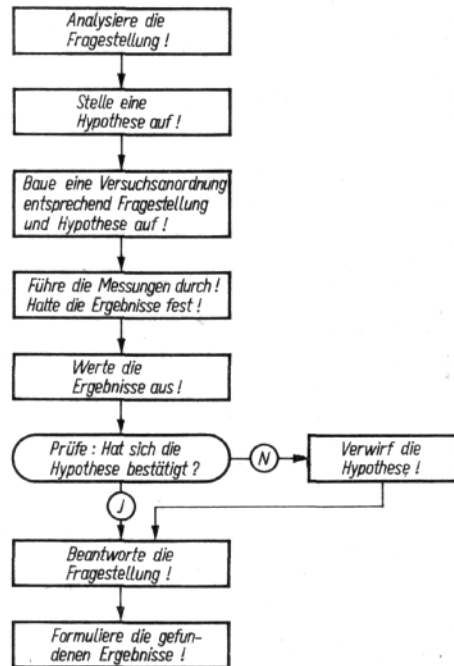 Analysiere die
Fragestellung !
Stelle eine
Hypothese auf !
Baue eine Versuchsanordnung
entsprechend Fragestellung
und Hypothese auf !
Führe die Messungen durch !
Halte die Ergebnisse fest !
Werte die
Ergebnisse aus !
Prüfe : Hat sich die
Hypothese bestätigt ?
N
Verwirf die
Hypothese !
J
Beantworte die
Fragestellung !
Formuliere die gefun-
denen Ergebnisse !